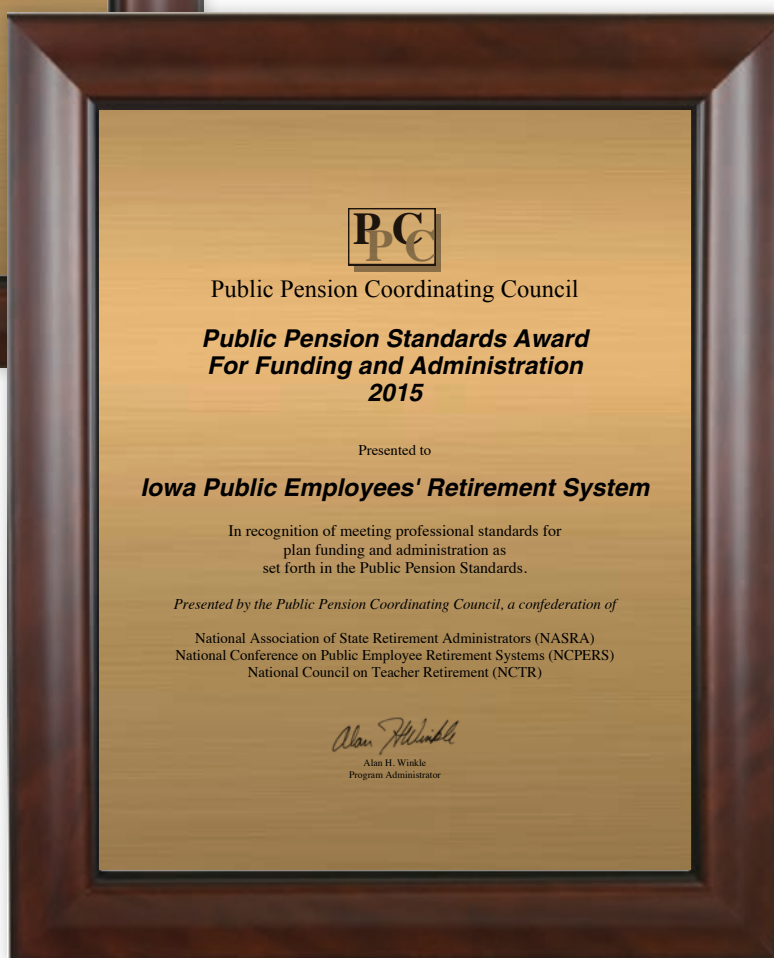 PPCC
Public Pension Coordinating Council
Public Pension Standards Award
For Funding and Administration
2015
Presented to
Iowa Public Employees' Retirement System
In recognition of meeting professional standards for
plan funding and administration as
set forth in the Public Pension Standards.
Presented by the Public Pension Coordinating Council, a confederation of
National Association of State Retirement Administrators (NASRA)
National Conference on Public Employee Retirement Systems (NCPERS)
National Council on Teacher Retirement (NCTR)
Alan H Winkle
Alan H. Winkle
Program Administrator